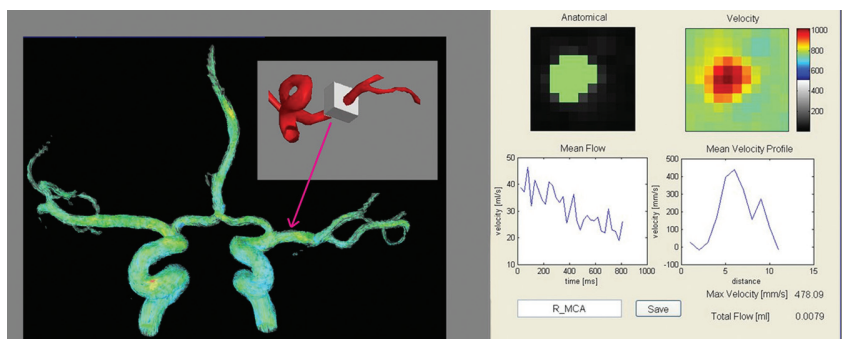 Anatomical
Velocity
1000
800
600
400
200
Mean Flow
50
40
30
20
10
velocity [ml/s]
0 200 400 600 800 1000
time [ms]
Mean Velocity Profile
500
400
300
200
100
0
-100
velocity [mm/s]
0 5 10 15
distance
R_MCA
Save
Max Velocity [mm/s] 478.09
Total Flow [ml] 0.0079